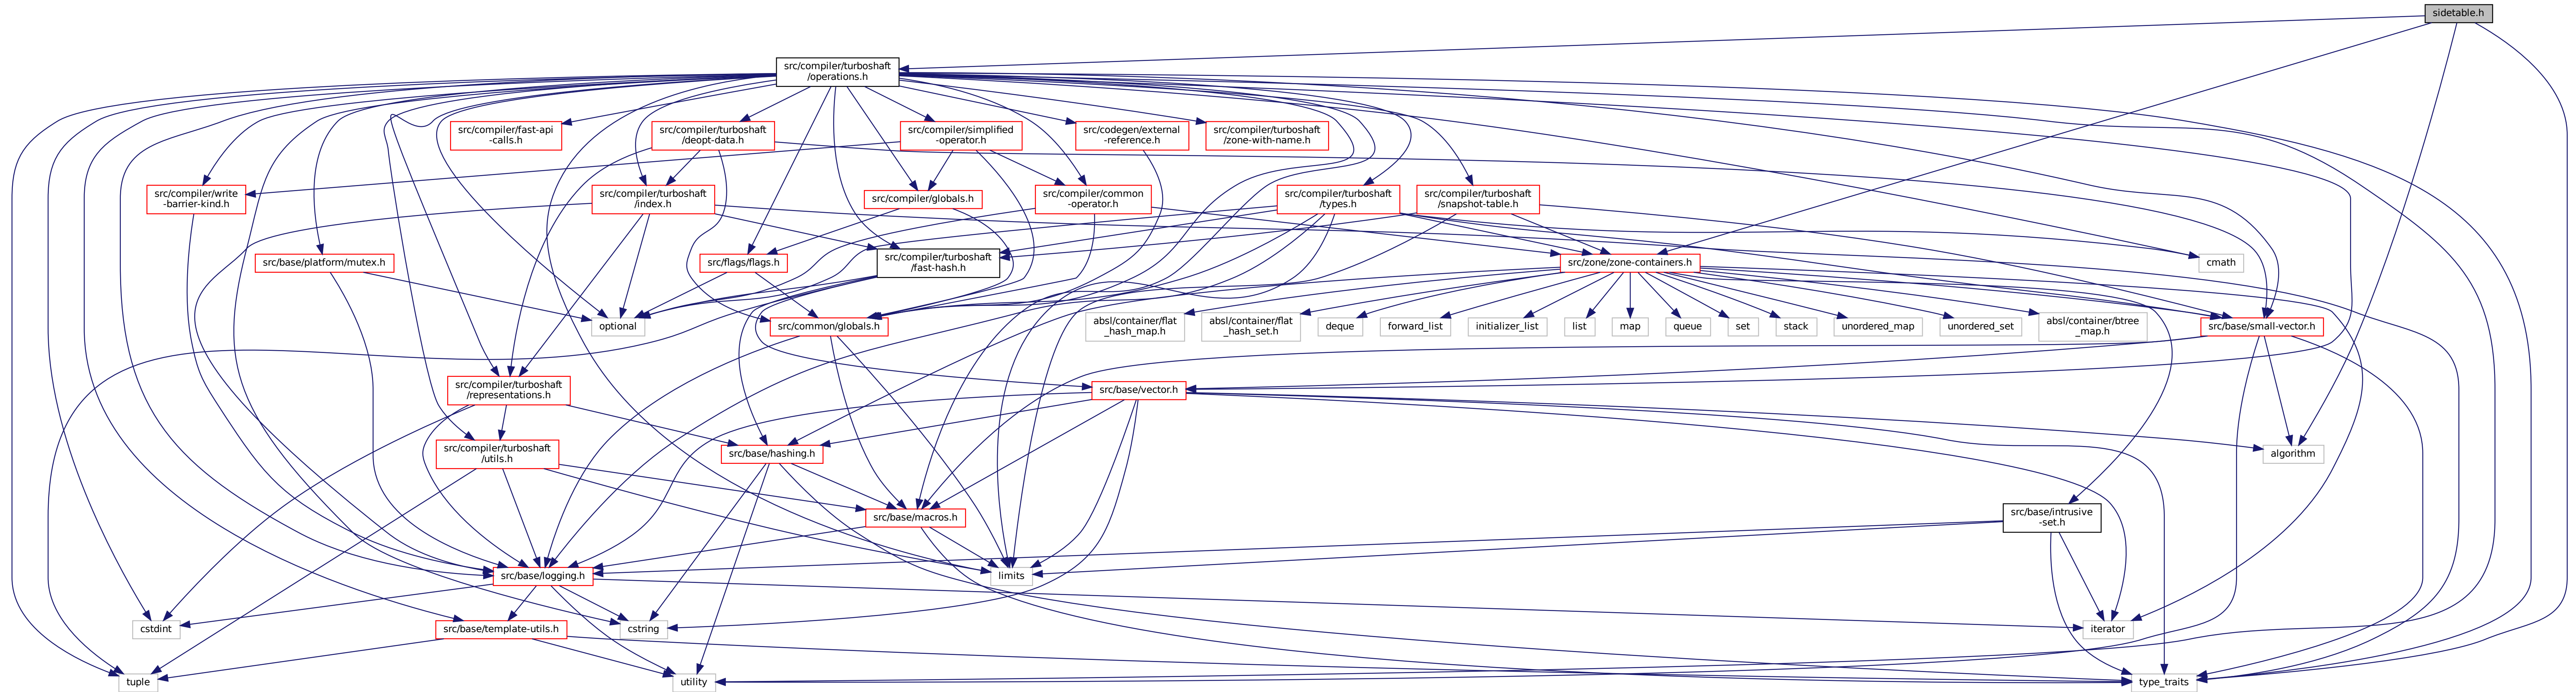 sidetable.h
src/compiler/turboshaft
/operations.h
src/compiler/fast-api
-calls.h
src/compiler/turboshaft
/deopt-data.h
src/compiler/simplified
-operator.h
src/codegen/external
-reference.h
src/compiler/turboshaft
/zone-with-name.h
src/compiler/write
-barrier-kind.h
src/compiler/turboshaft
/index.h
src/compiler/globals.h
src/compiler/common
-operator.h
src/compiler/turboshaft
/types.h
src/compiler/turboshaft
/snapshot-table.h
src/base/platform/mutex.h
src/flags/flags.h
src/compiler/turboshaft
/fast-hash.h
src/zone/zone-containers.h
cmath
optional
src/common/globals.h
absl/container/flat
_hash_map.h
absl/container/flat
_hash_set.h
deque
forward_list
initializer_list
list
map
queue
set
stack
unordered_map
unordered_set
absl/container/btree
_map.h
src/base/small-vector.h
src/compiler/turboshaft
/representations.h
src/base/vector.h
src/compiler/turboshaft
/utils.h
src/base/hashing.h
algorithm
src/base/macros.h
src/base/intrusive
-set.h
src/base/logging.h
limits
cstdint
src/base/template-utils.h
cstring
iterator
tuple
utility
type_traits